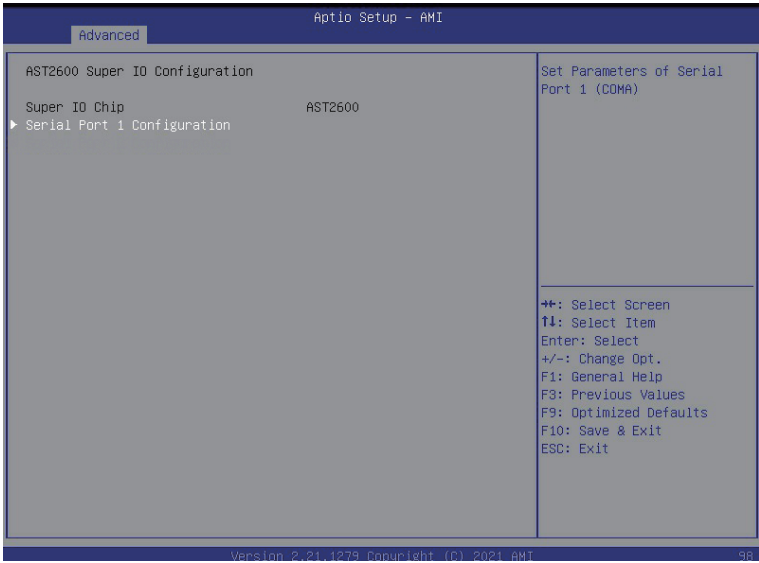 Aptio Setup – AMI
Advanced
AST2600 Super IO Configuration
Super IO Chip AST2600
▶ Serial Port 1 Configuration
Set Parameters of Serial
Port 1 (COMA)
→←: Select Screen
↑↓: Select Item
Enter: Select
+/-: Change Opt.
F1: General Help
F3: Previous Values
F9: Optimized Defaults
F10: Save & Exit
ESC: Exit
Version 2.21.1279 Copyright (C) 2021 AMI
98